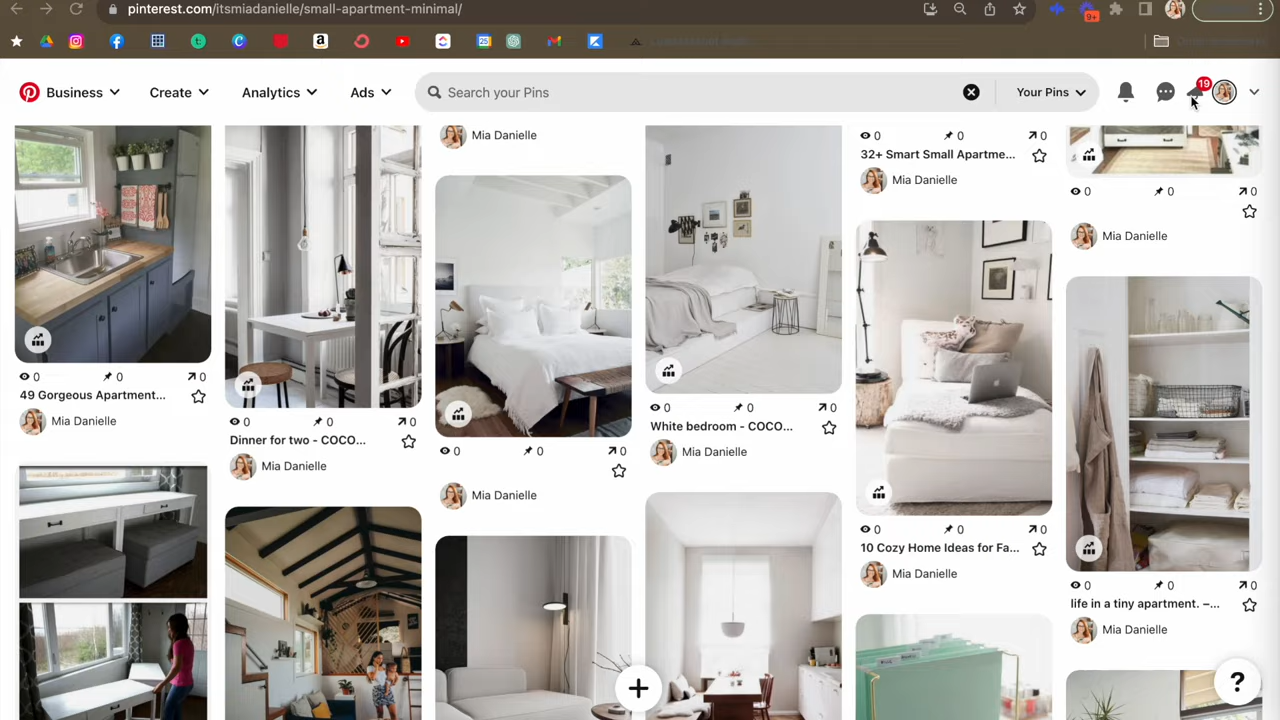 pinterest.com/itsmiadanielle/small-apartment-minimal/
9+
31
Business
Create
Analytics
Ads
Search your Pins
Your Pins
19
0 0 0
49 Gorgeous Apartment...
Mia Danielle
0 0 0
Dinner for two - COCO...
Mia Danielle
Mia Danielle
0 0 0
Mia Danielle
0 0 0
White bedroom - COCO...
Mia Danielle
0 0 0
32+ Smart Small Apartme...
Mia Danielle
0 0 0
10 Cozy Home Ideas for Fa...
Mia Danielle
0 0 0
Mia Danielle
0 0 0
life in a tiny apartment. –...
Mia Danielle
+
?